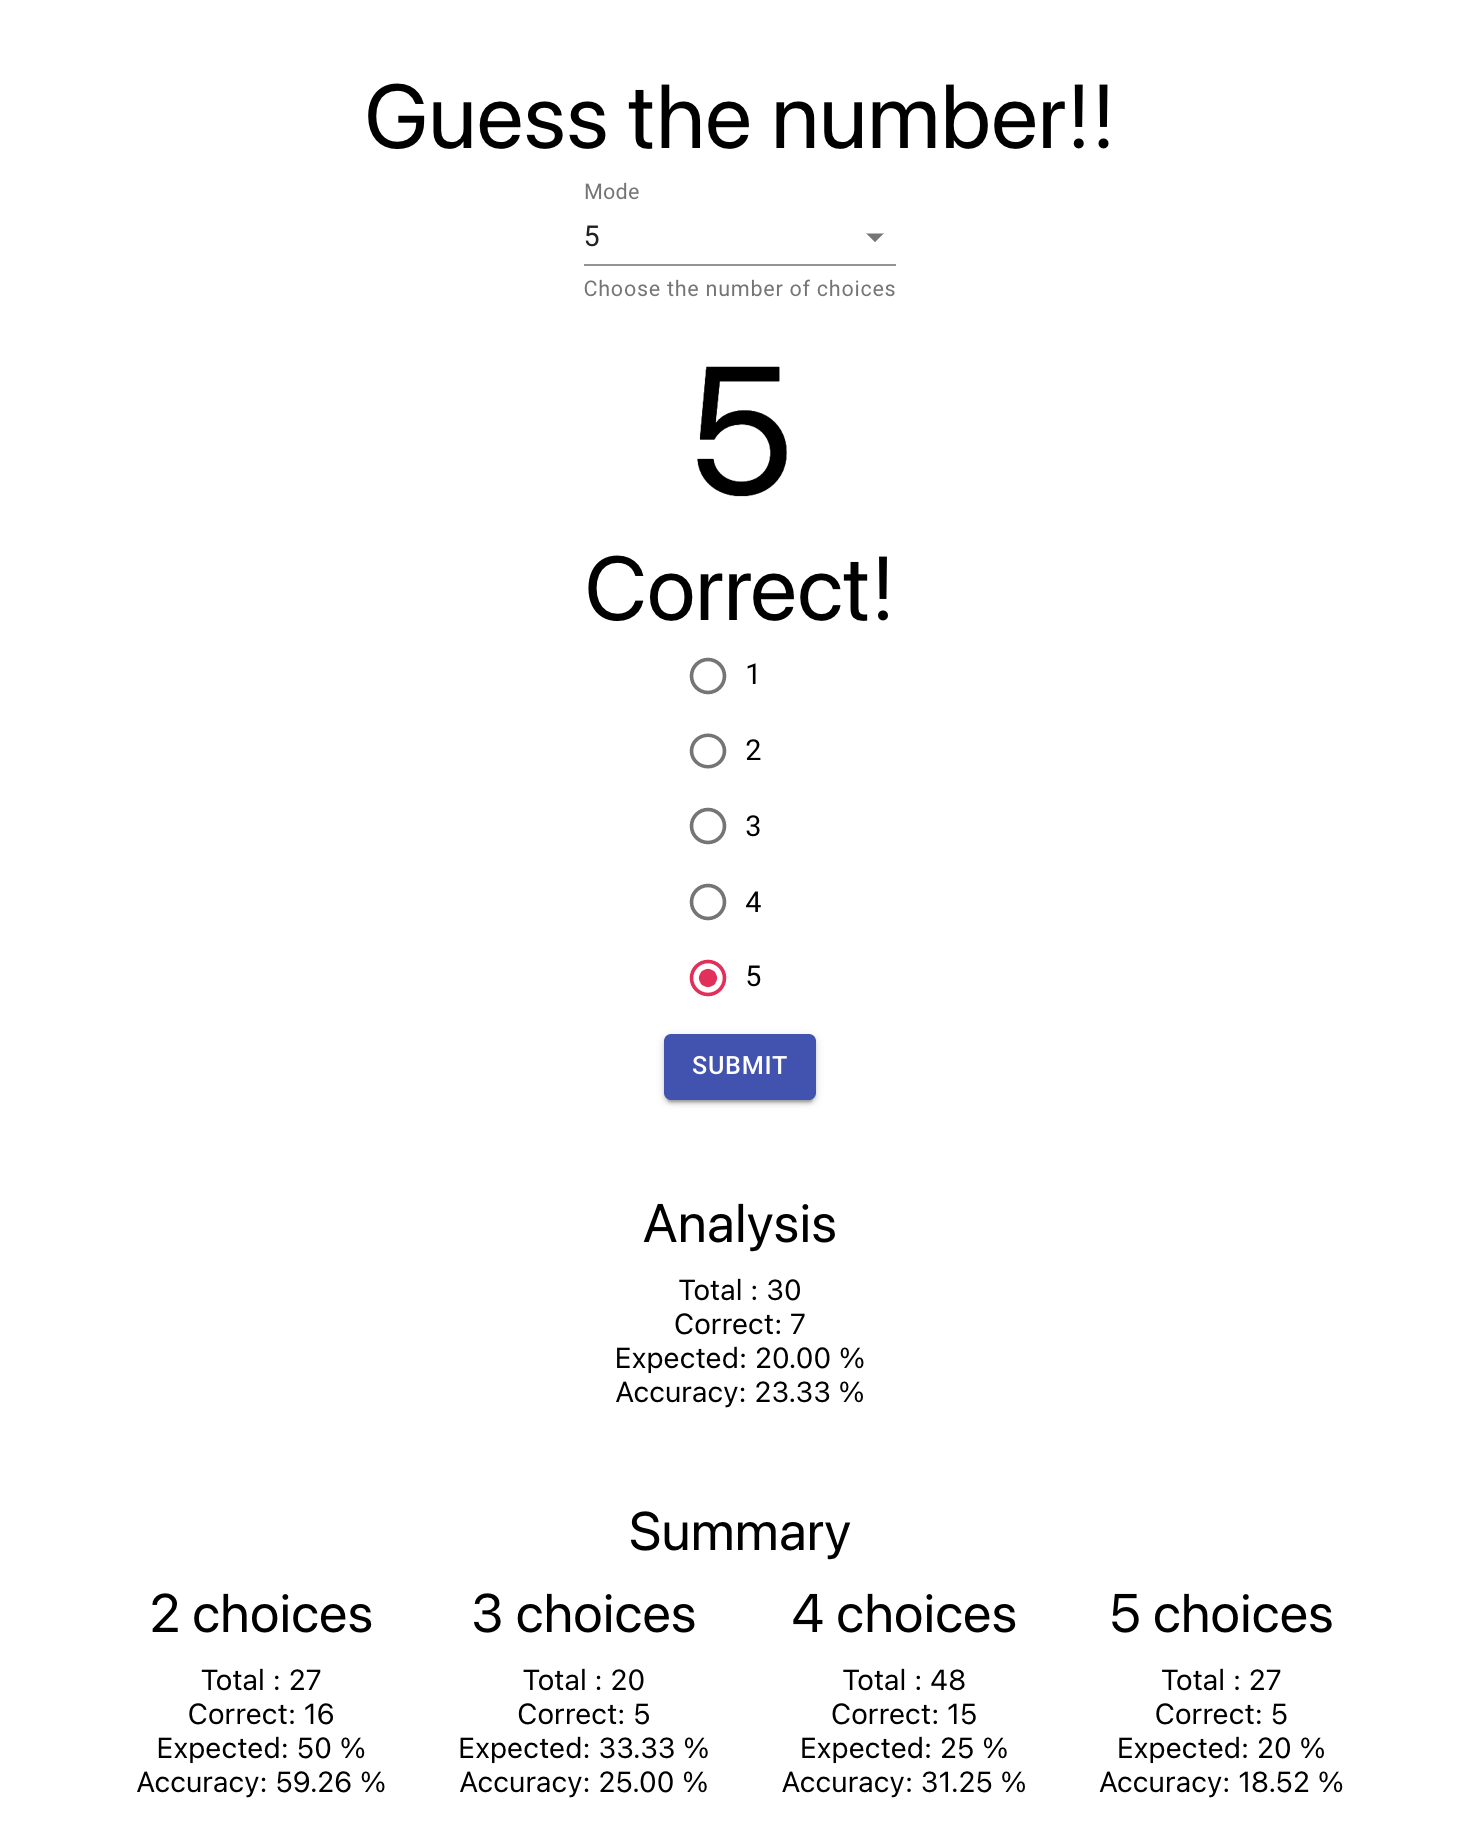 Guess the number!!
Mode
5
Choose the number of choices
5
Correct!
1
2
3
4
5
SUBMIT
Analysis
Total : 30
Correct: 7
Expected: 20.00 %
Accuracy: 23.33 %
Summary
2 choices
Total : 27
Correct: 16
Expected: 50 %
Accuracy: 59.26 %
3 choices
Total : 20
Correct: 5
Expected: 33.33 %
Accuracy: 25.00 %
4 choices
Total : 48
Correct: 15
Expected: 25 %
Accuracy: 31.25 %
5 choices
Total : 27
Correct: 5
Expected: 20 %
Accuracy: 18.52 %